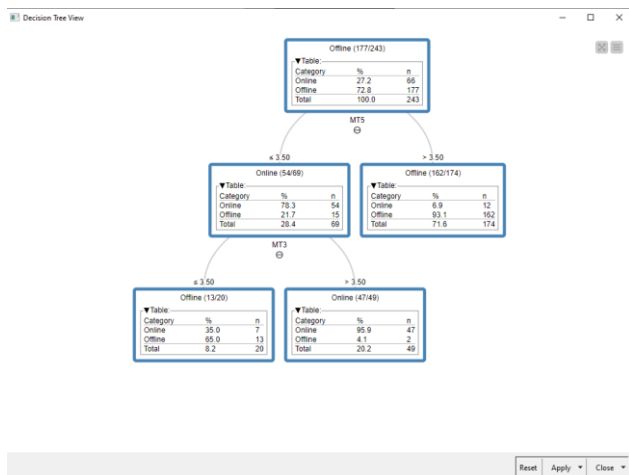 Decision Tree View
Offline (177/243)
▼Table:
Category % n
Online 27.2 66
Offline 72.8 177
Total 100.0 243
MT5
≤ 3.50
> 3.50
Online (54/69)
▼Table:
Category % n
Online 78.3 54
Offline 21.7 15
Total 28.4 69
Offline (162/174)
▼Table:
Category % n
Online 6.9 12
Offline 93.1 162
Total 71.6 174
MT3
≤ 3.50
> 3.50
Offline (13/20)
▼Table:
Category % n
Online 35.0 7
Offline 65.0 13
Total 8.2 20
Online (47/49)
▼Table:
Category % n
Online 95.9 47
Offline 4.1 2
Total 20.2 49
Reset Apply ▼ Close ▼